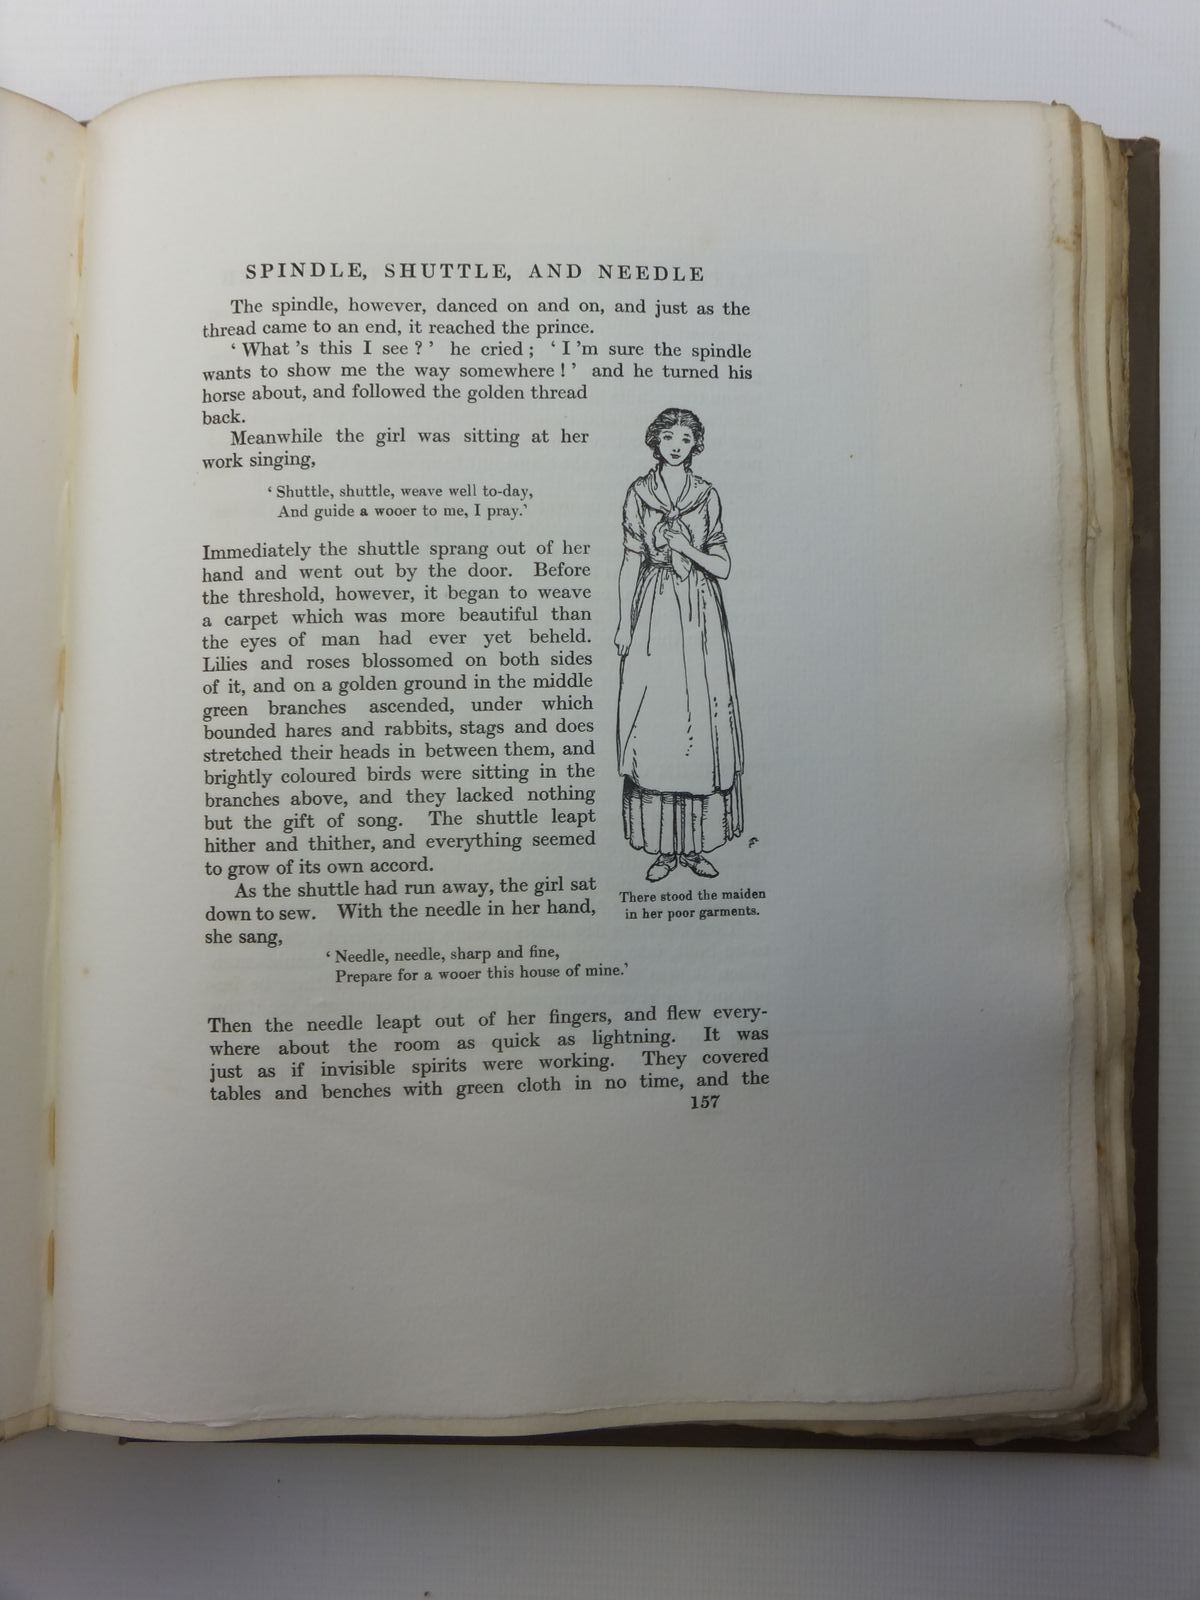 SPINDLE, SHUTTLE, AND NEEDLE
The spindle, however, danced on and on, and just as the
thread came to an end, it reached the prince.
‘ What 's this I see ? ’ he cried ; ‘ I 'm sure the spindle
wants to show me the way somewhere ! ’ and he turned his
horse about, and followed the golden thread
back.
Meanwhile the girl was sitting at her
work singing,
‘ Shuttle, shuttle, weave well to-day,
And guide a wooer to me, I pray.’
Immediately the shuttle sprang out of her
hand and went out by the door. Before
the threshold, however, it began to weave
a carpet which was more beautiful than
the eyes of man had ever yet beheld.
Lilies and roses blossomed on both sides
of it, and on a golden ground in the middle
green branches ascended, under which
bounded hares and rabbits, stags and does
stretched their heads in between them, and
brightly coloured birds were sitting in the
branches above, and they lacked nothing
but the gift of song. The shuttle leapt
hither and thither, and everything seemed
to grow of its own accord.
As the shuttle had run away, the girl sat
down to sew. With the needle in her hand,
she sang,
‘ Needle, needle, sharp and fine,
Prepare for a wooer this house of mine.’
There stood the maiden
in her poor garments.
Then the needle leapt out of her fingers, and flew every-
where about the room as quick as lightning. It was
just as if invisible spirits were working. They covered
tables and benches with green cloth in no time, and the
157